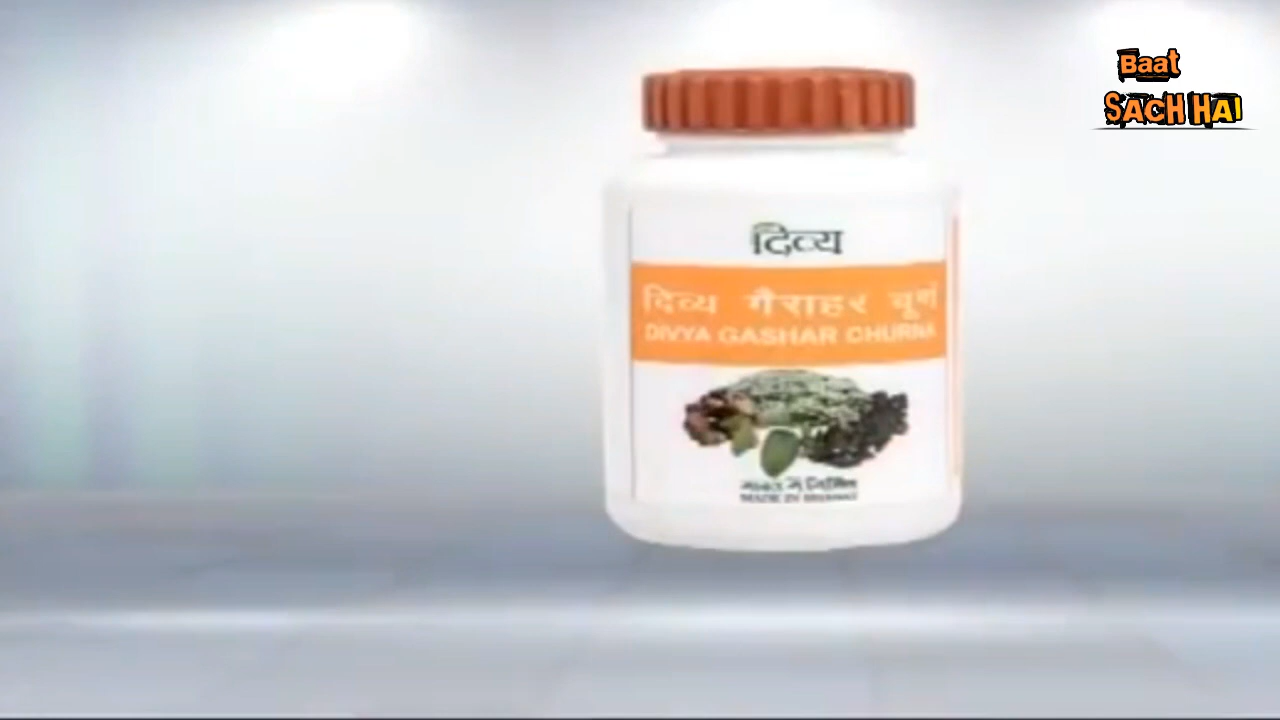 Baat
SACH HAI
दिव्य
दिव्य गैसहर चूर्ण
DIVYA GASHAR CHURNA
MADE IN BHARAT